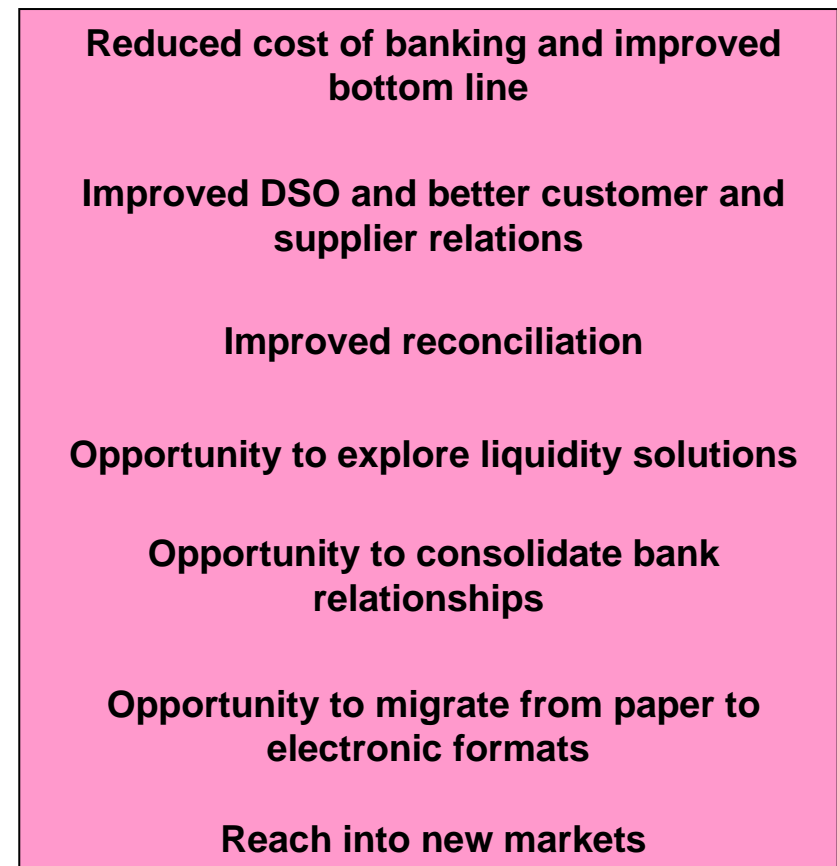 Reduced cost of banking and improved
bottom line
Improved DSO and better customer and
supplier relations
Improved reconciliation
Opportunity to explore liquidity solutions
Opportunity to consolidate bank
relationships
Opportunity to migrate from paper to
electronic formats
Reach into new markets